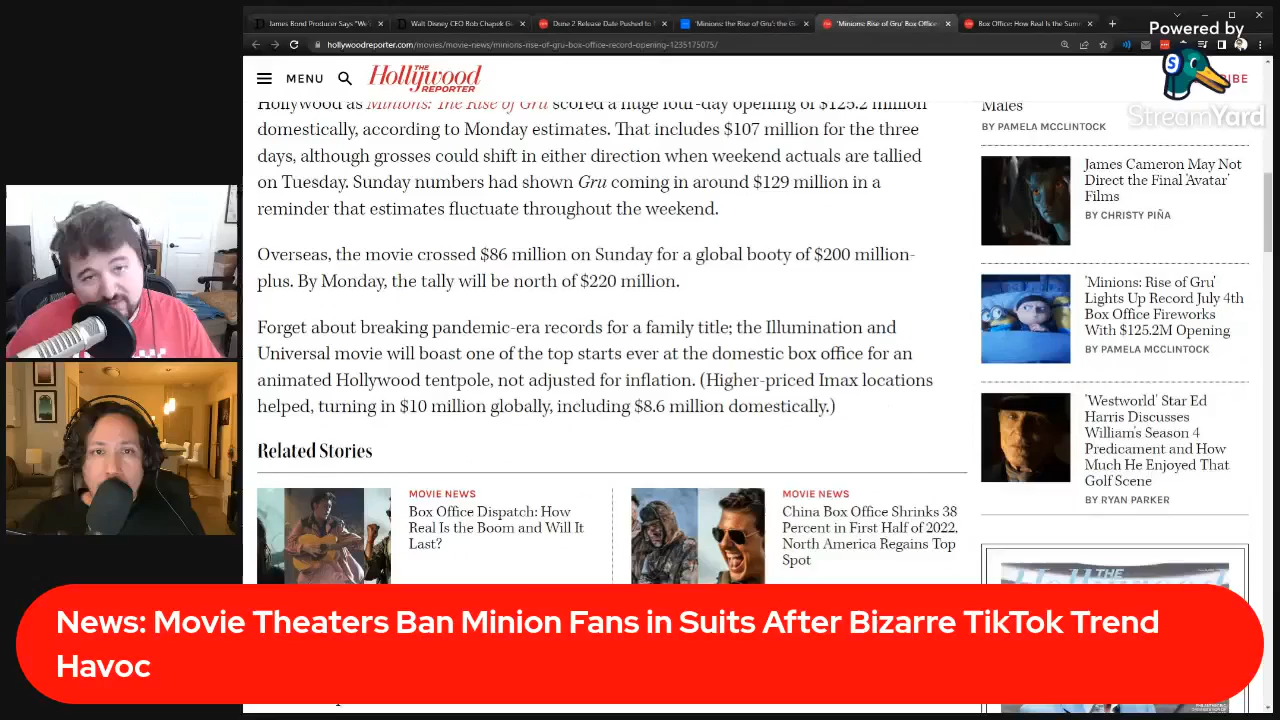 James Bond Producer Says "We'
Walt Disney CEO Bob Chapek Ge
Dune 2 Release Date Pushed to
'Minions: the Rise of Gru': the G
'Minions: Rise of Gru' Box Office
Box Office: How Real Is the Sum
hollywoodreporter.com/movies/movie-news/minions-rise-of-gru-box-office-record-opening-1235175075/
Powered by
StreamYard
MENU
THE
Hollywood
REPORTER
IBE
Hollywood as Minions: The Rise of Gru scored a huge four-day opening of $125.2 million
domestically, according to Monday estimates. That includes $107 million for the three
days, although grosses could shift in either direction when weekend actuals are tallied
on Tuesday. Sunday numbers had shown Gru coming in around $129 million in a
reminder that estimates fluctuate throughout the weekend.
Overseas, the movie crossed $86 million on Sunday for a global booty of $200 million-
plus. By Monday, the tally will be north of $220 million.
Forget about breaking pandemic-era records for a family title; the Illumination and
Universal movie will boast one of the top starts ever at the domestic box office for an
animated Hollywood tentpole, not adjusted for inflation. (Higher-priced Imax locations
helped, turning in $10 million globally, including $8.6 million domestically.)
Related Stories
MOVIE NEWS
Box Office Dispatch: How
Real Is the Boom and Will It
Last?
MOVIE NEWS
China Box Office Shrinks 38
Percent in First Half of 2022,
North America Regains Top
Spot
Males
BY PAMELA MCCLINTOCK
James Cameron May Not
Direct the Final 'Avatar'
Films
BY CHRISTY PIÑA
'Minions: Rise of Gru'
Lights Up Record July 4th
Box Office Fireworks
With $125.2M Opening
BY PAMELA MCCLINTOCK
'Westworld' Star Ed
Harris Discusses
William's Season 4
Predicament and How
Much He Enjoyed That
Golf Scene
BY RYAN PARKER
THE
News: Movie Theaters Ban Minion Fans in Suits After Bizarre TikTok Trend
Havoc